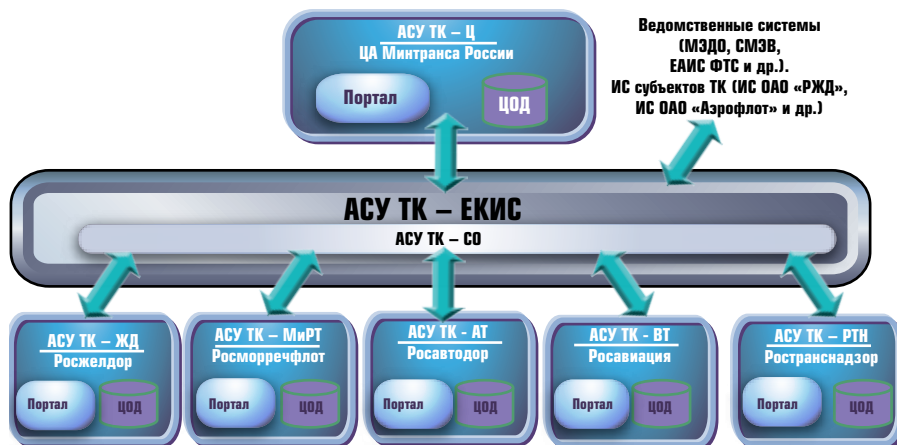 АСУ ТК – Ц
ЦА Минтранса России
Портал
ЦОД
Ведомственные системы
(МЭДО, СМЭВ,
ЕАИС ФТС и др.).
ИС субъектов ТК (ИС ОАО «РЖД»,
ИС ОАО «Аэрофлот» и др.)
АСУ ТК – ЕКИС
АСУ ТК – СО
АСУ ТК – ЖД
Росжелдор
Портал
ЦОД
АСУ ТК – МиРТ
Росморречфлот
Портал
ЦОД
АСУ ТК - АТ
Росавтодор
Портал
ЦОД
АСУ ТК - ВТ
Росавиация
Портал
ЦОД
АСУ ТК – РТН
Ространснадзор
Портал
ЦОД